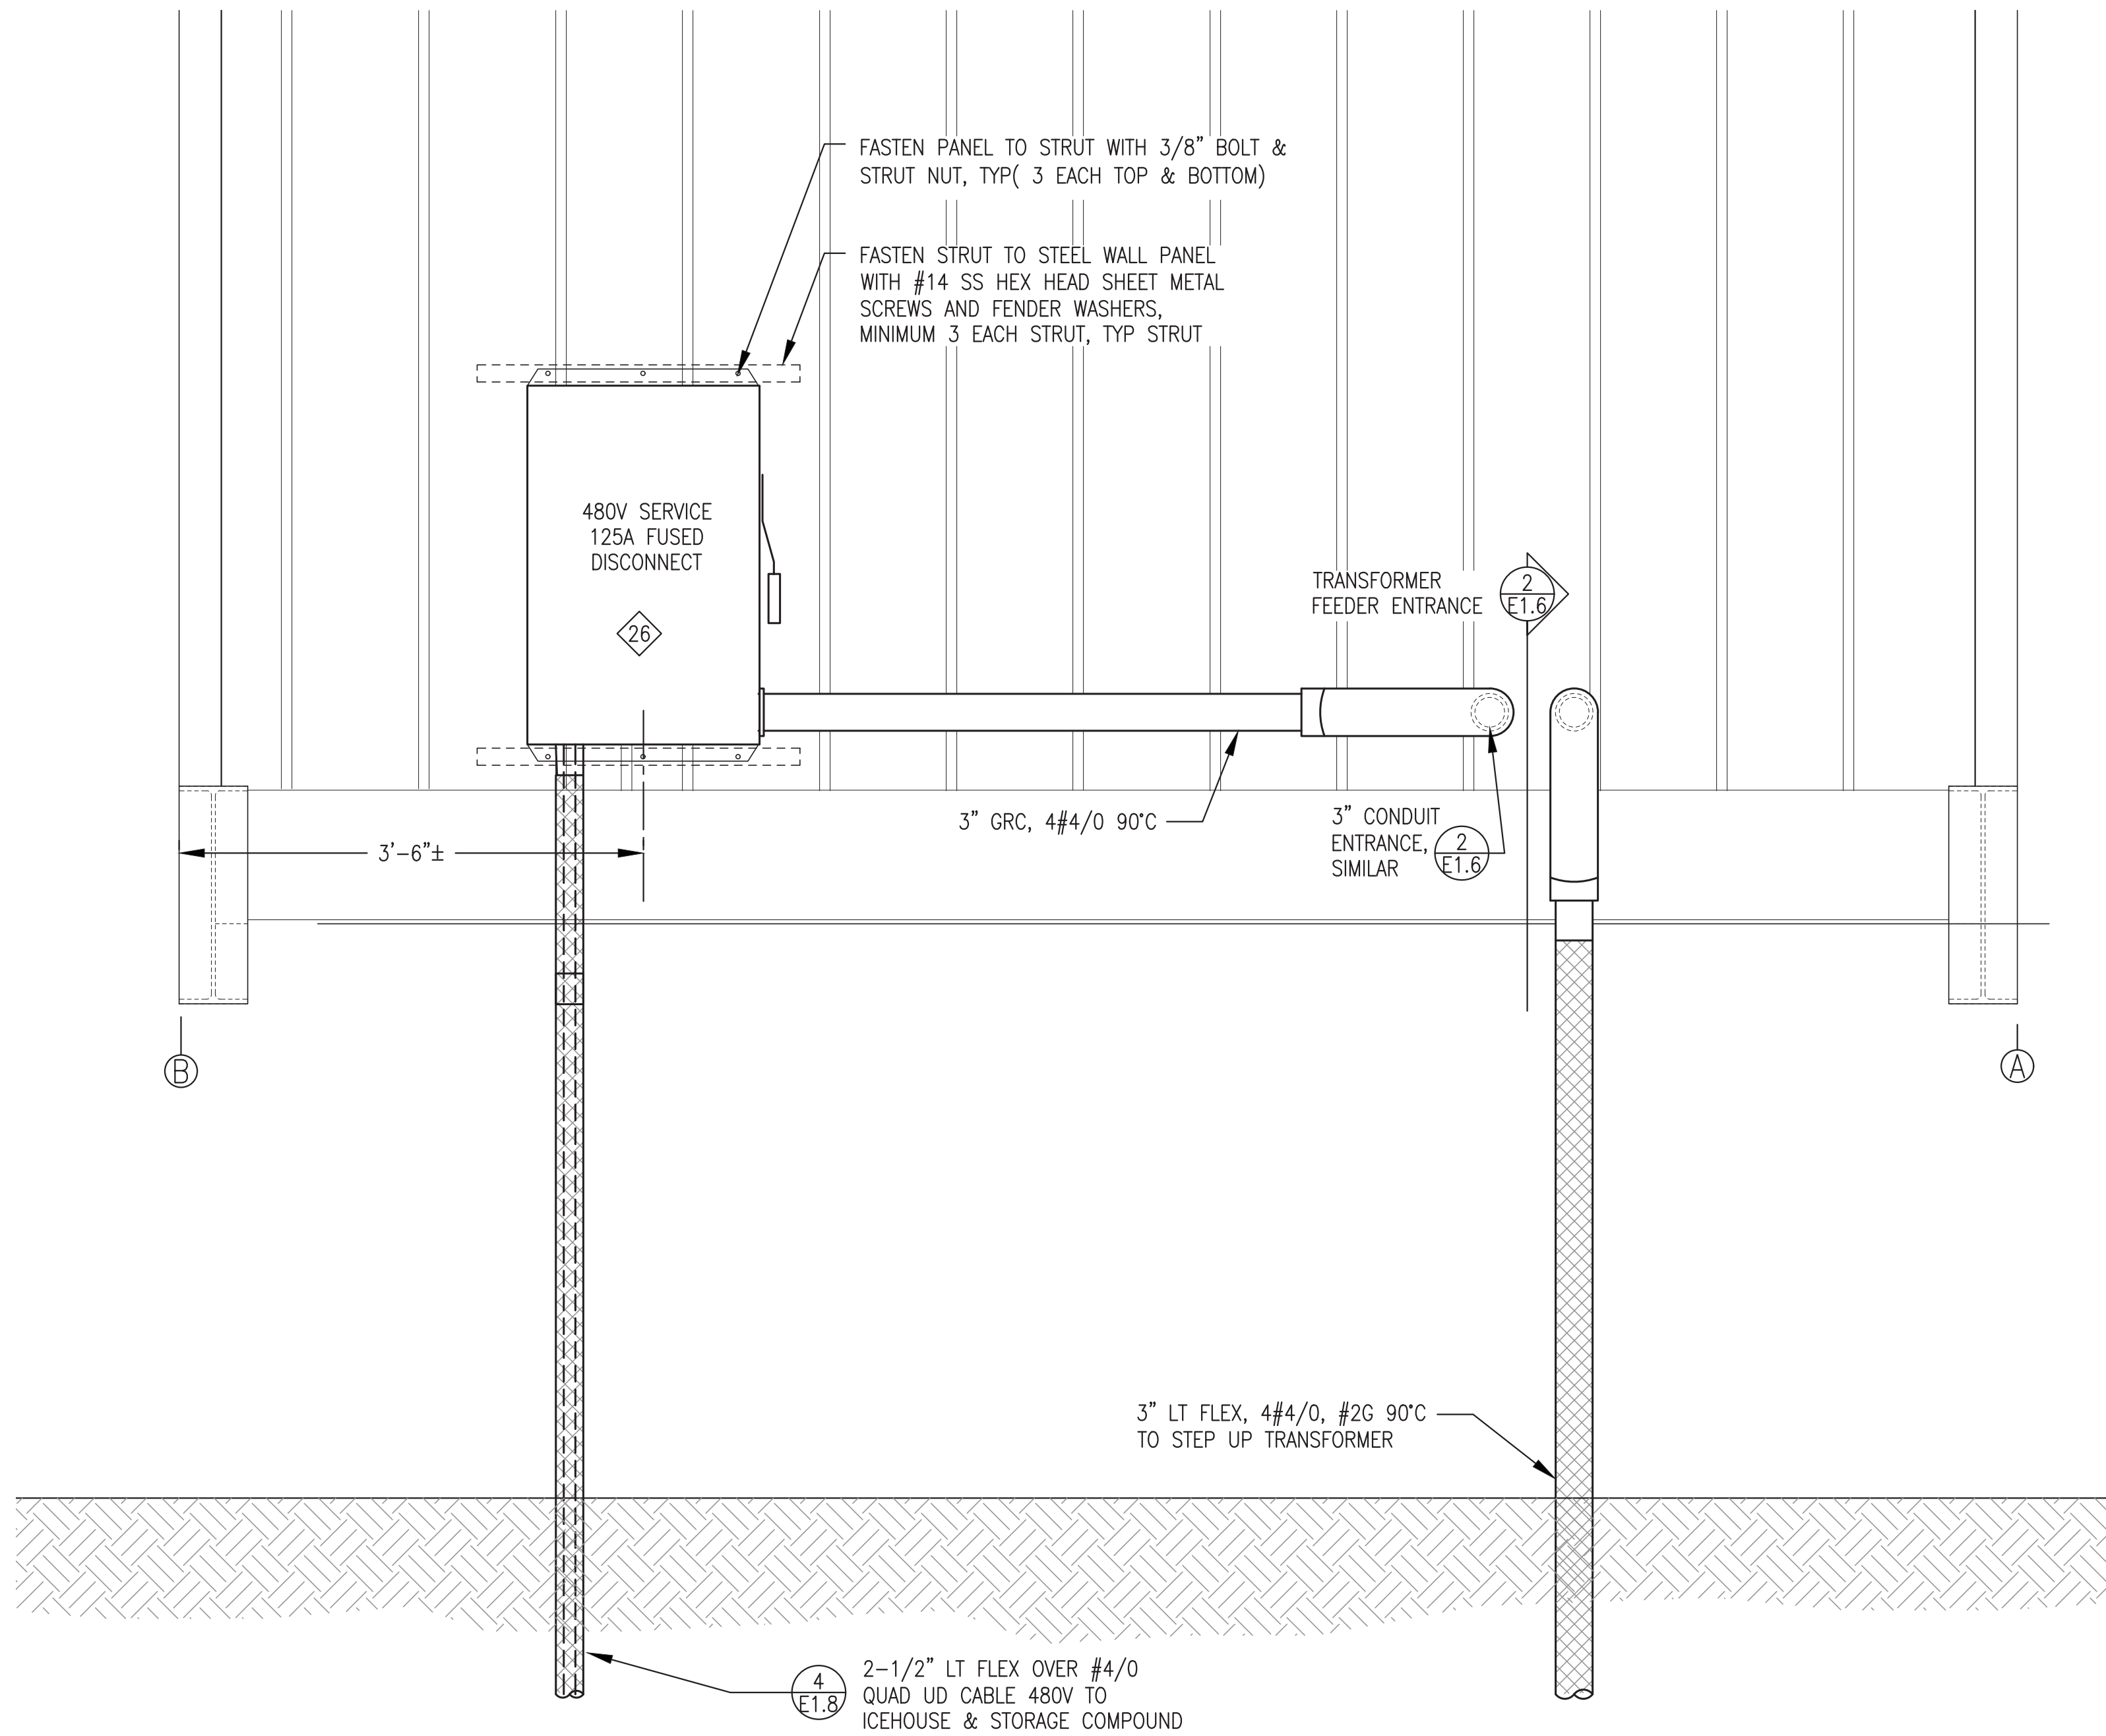 FASTEN PANEL TO STRUT WITH 3/8" BOLT &
STRUT NUT, TYP( 3 EACH TOP & BOTTOM)
FASTEN STRUT TO STEEL WALL PANEL
WITH #14 SS HEX HEAD SHEET METAL
SCREWS AND FENDER WASHERS,
MINIMUM 3 EACH STRUT, TYP STRUT
480V SERVICE
125A FUSED
DISCONNECT
26
TRANSFORMER
FEEDER ENTRANCE
2
E1.6
3" GRC, 4#4/0 90°C
3" CONDUIT
ENTRANCE,
SIMILAR
2
E1.6
3'-6"±
B
A
3" LT FLEX, 4#4/0, #2G 90°C
TO STEP UP TRANSFORMER
4
E1.8
2-1/2" LT FLEX OVER #4/0
QUAD UD CABLE 480V TO
ICEHOUSE & STORAGE COMPOUND